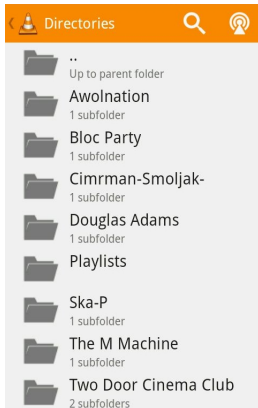 Directories
..
Up to parent folder
Awolnation
1 subfolder
Bloc Party
1 subfolder
Cimrman-Smoljak-
1 subfolder
Douglas Adams
1 subfolder
Playlists
Ska-P
1 subfolder
The M Machine
1 subfolder
Two Door Cinema Club
2 subfolders